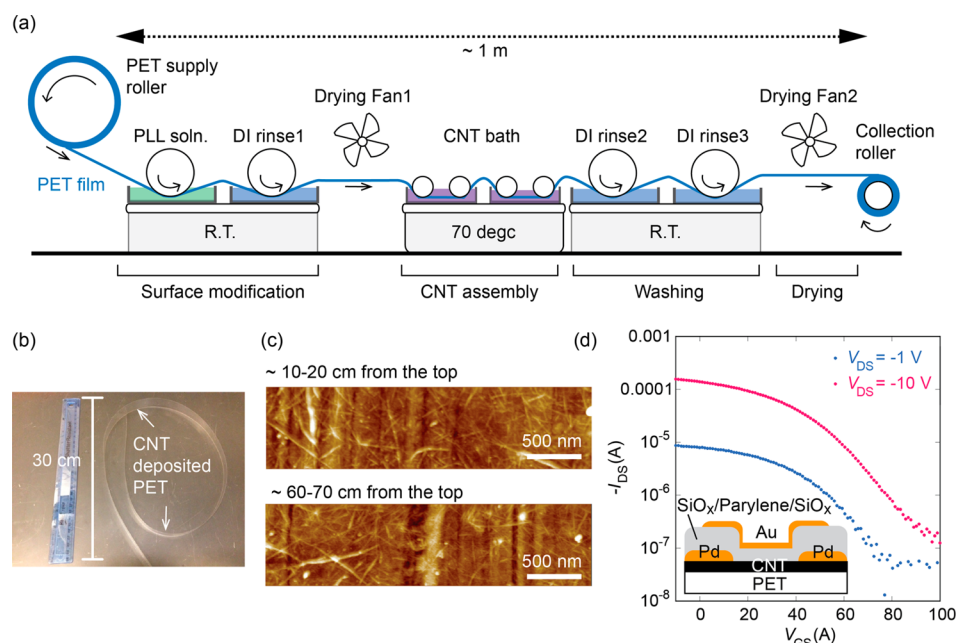 (a)
~ 1 m
PET supply
roller
PET film
PLL soln.
DI rinse1
Drying Fan1
CNT bath
DI rinse2
DI rinse3
Drying Fan2
Collection
roller
R.T.
70 degc
R.T.
Surface modification
CNT assembly
Washing
Drying
(b)
30 cm
CNT
deposited
PET
(c)
~ 10-20 cm from the top
500 nm
~ 60-70 cm from the top
500 nm
(d)
0.001
0.0001
10-5
10-6
10-7
10-8
-IDS(A)
VDS= -1 V
VDS= -10 V
SiOX/Parylene/SiOX
Au
Pd
Pd
CNT
PET
0
20
40
60
80
100
VGS(A)